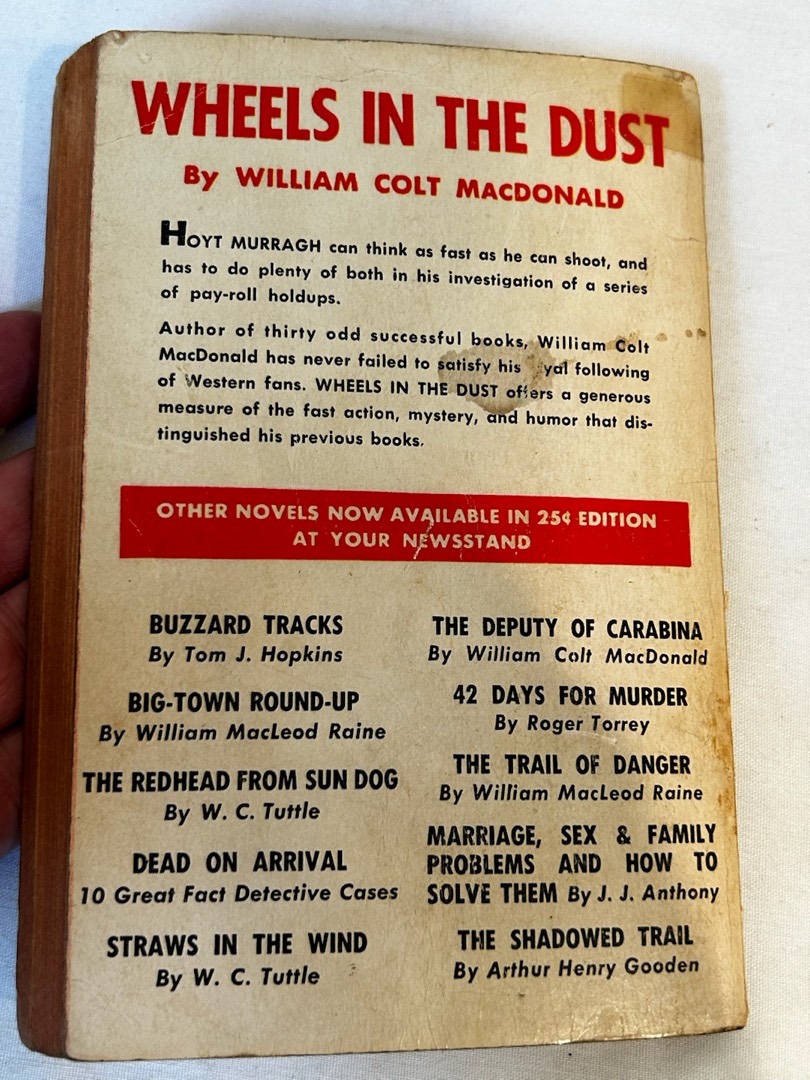 WHEELS IN THE DUST
By WILLIAM COLT MACDONALD
HOYT MURRAGH can think as fast as he can shoot, and
has to do plenty of both in his investigation of a series
of pay-roll holdups.
Author of thirty odd successful books, William Colt
MacDonald has never failed to satisfy his yal following
of Western fans. WHEELS IN THE DUST offers a generous
measure of the fast action, mystery, and humor that dis-
tinguished his previous books.
OTHER NOVELS NOW AVAILABLE IN 25¢ EDITION
AT YOUR NEWSSTAND
BUZZARD TRACKS
By Tom J. Hopkins
BIG-TOWN ROUND-UP
By William MacLeod Raine
THE REDHEAD FROM SUN DOG
By W. C. Tuttle
DEAD ON ARRIVAL
10 Great Fact Detective Cases
STRAWS IN THE WIND
By W. C. Tuttle
THE DEPUTY OF CARABINA
By William Colt MacDonald
42 DAYS FOR MURDER
By Roger Torrey
THE TRAIL OF DANGER
By William MacLeod Raine
MARRIAGE, SEX & FAMILY
PROBLEMS AND HOW TO
SOLVE THEM By J. J. Anthony
THE SHADOWED TRAIL
By Arthur Henry Gooden